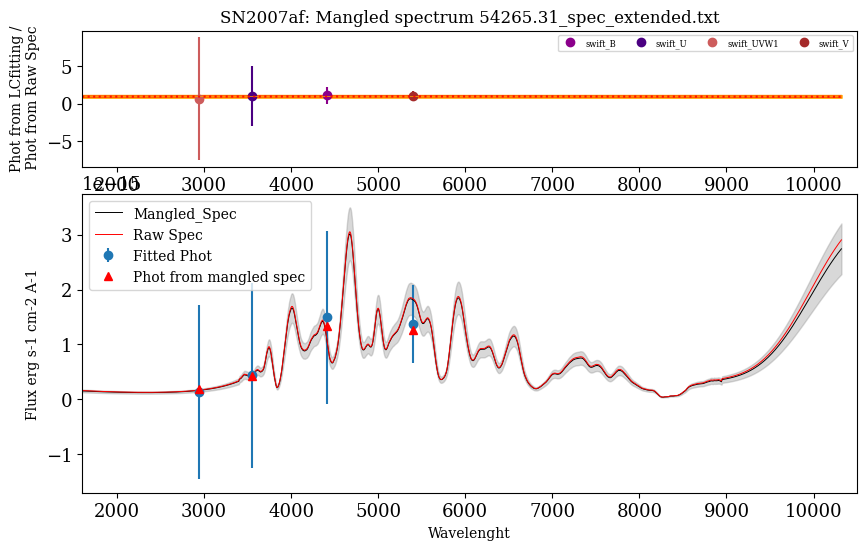 SN2007af: Mangled spectrum 54265.31_spec_extended.txt
Phot from LCfitting /
Phot from Raw Spec
swift_B swift_U swift_UVW1 swift_V
5
0
−5
2000 3000 4000 5000 6000 7000 8000 9000 10000
1e−15
Mangled_Spec
Raw Spec
Fitted Phot
Phot from mangled spec
Flux erg s-1 cm-2 A-1
3
2
1
0
−1
2000 3000 4000 5000 6000 7000 8000 9000 10000
Wavelenght